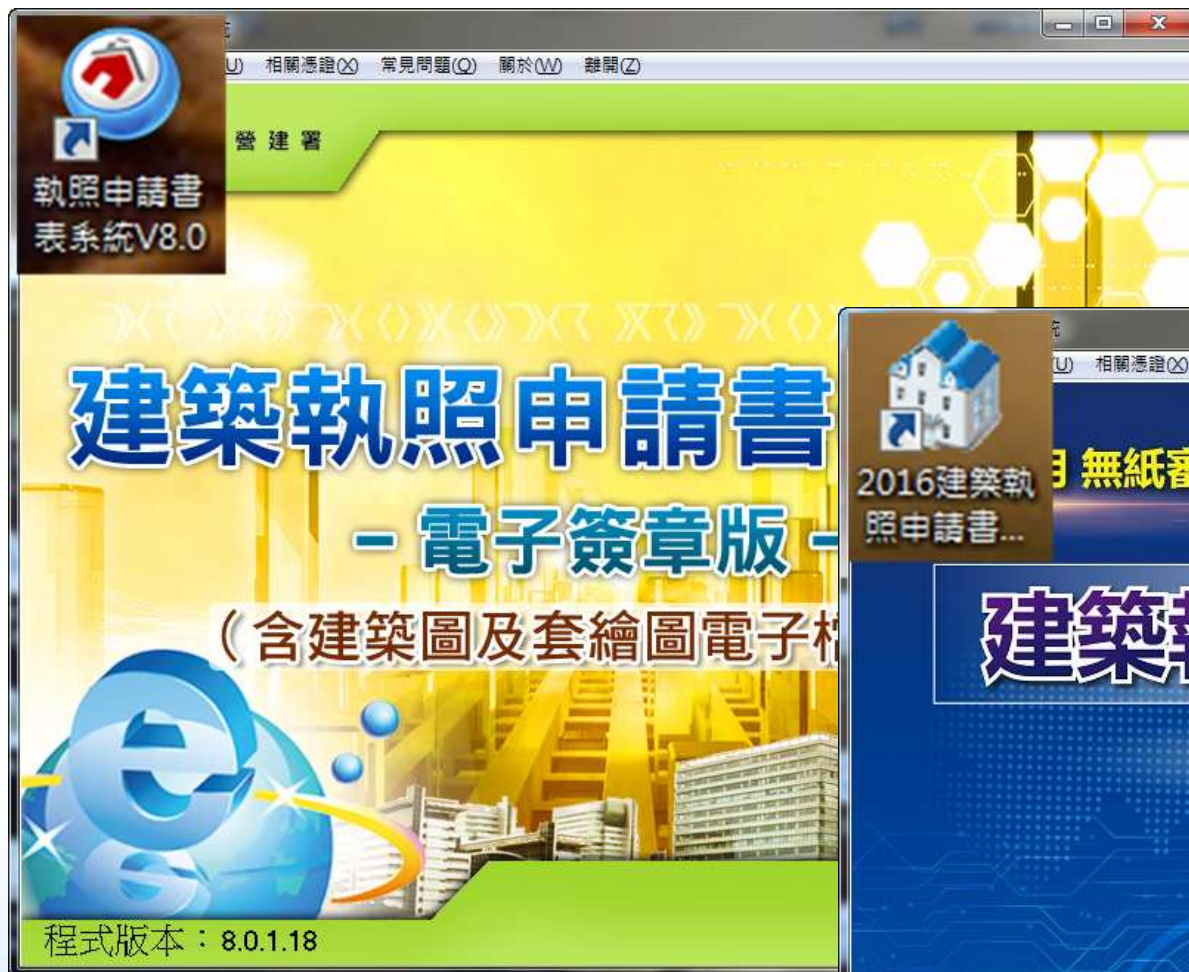 U) 相關憑證(X) 常見問題(Q) 關於(W) 離開(Z)
營建署
執照申請書
表系統V8.0
建築執照申請書
- 電子簽章版 -
（含建築圖及套繪圖電子檔
程式版本：8.0.1.18
(U) 相關憑證(X)
2016建築執
照申請書...
無紙審
建築執